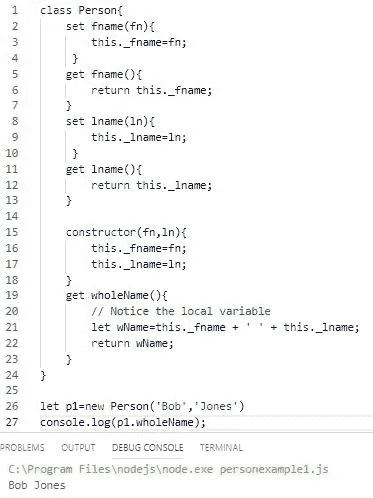 1 class Person{
2 set fname(fn){
3 this._fname=fn;
4 }
5 get fname(){
6 return this._fname;
7 }
8 set lname(ln){
9 this._lname=ln;
10 }
11 get lname(){
12 return this._lname;
13 }
14
15 constructor(fn,ln){
16 this._fname=fn;
17 this._lname=ln;
18 }
19 get wholeName(){
20 // Notice the local variable
21 let wName=this._fname + ' ' + this._lname;
22 return wName;
23 }
24 }
25
26 let p1=new Person('Bob','Jones')
27 console.log(p1.wholeName);
PROBLEMS OUTPUT DEBUG CONSOLE TERMINAL
C:\Program Files\nodejs\node.exe personexample1.js
Bob Jones